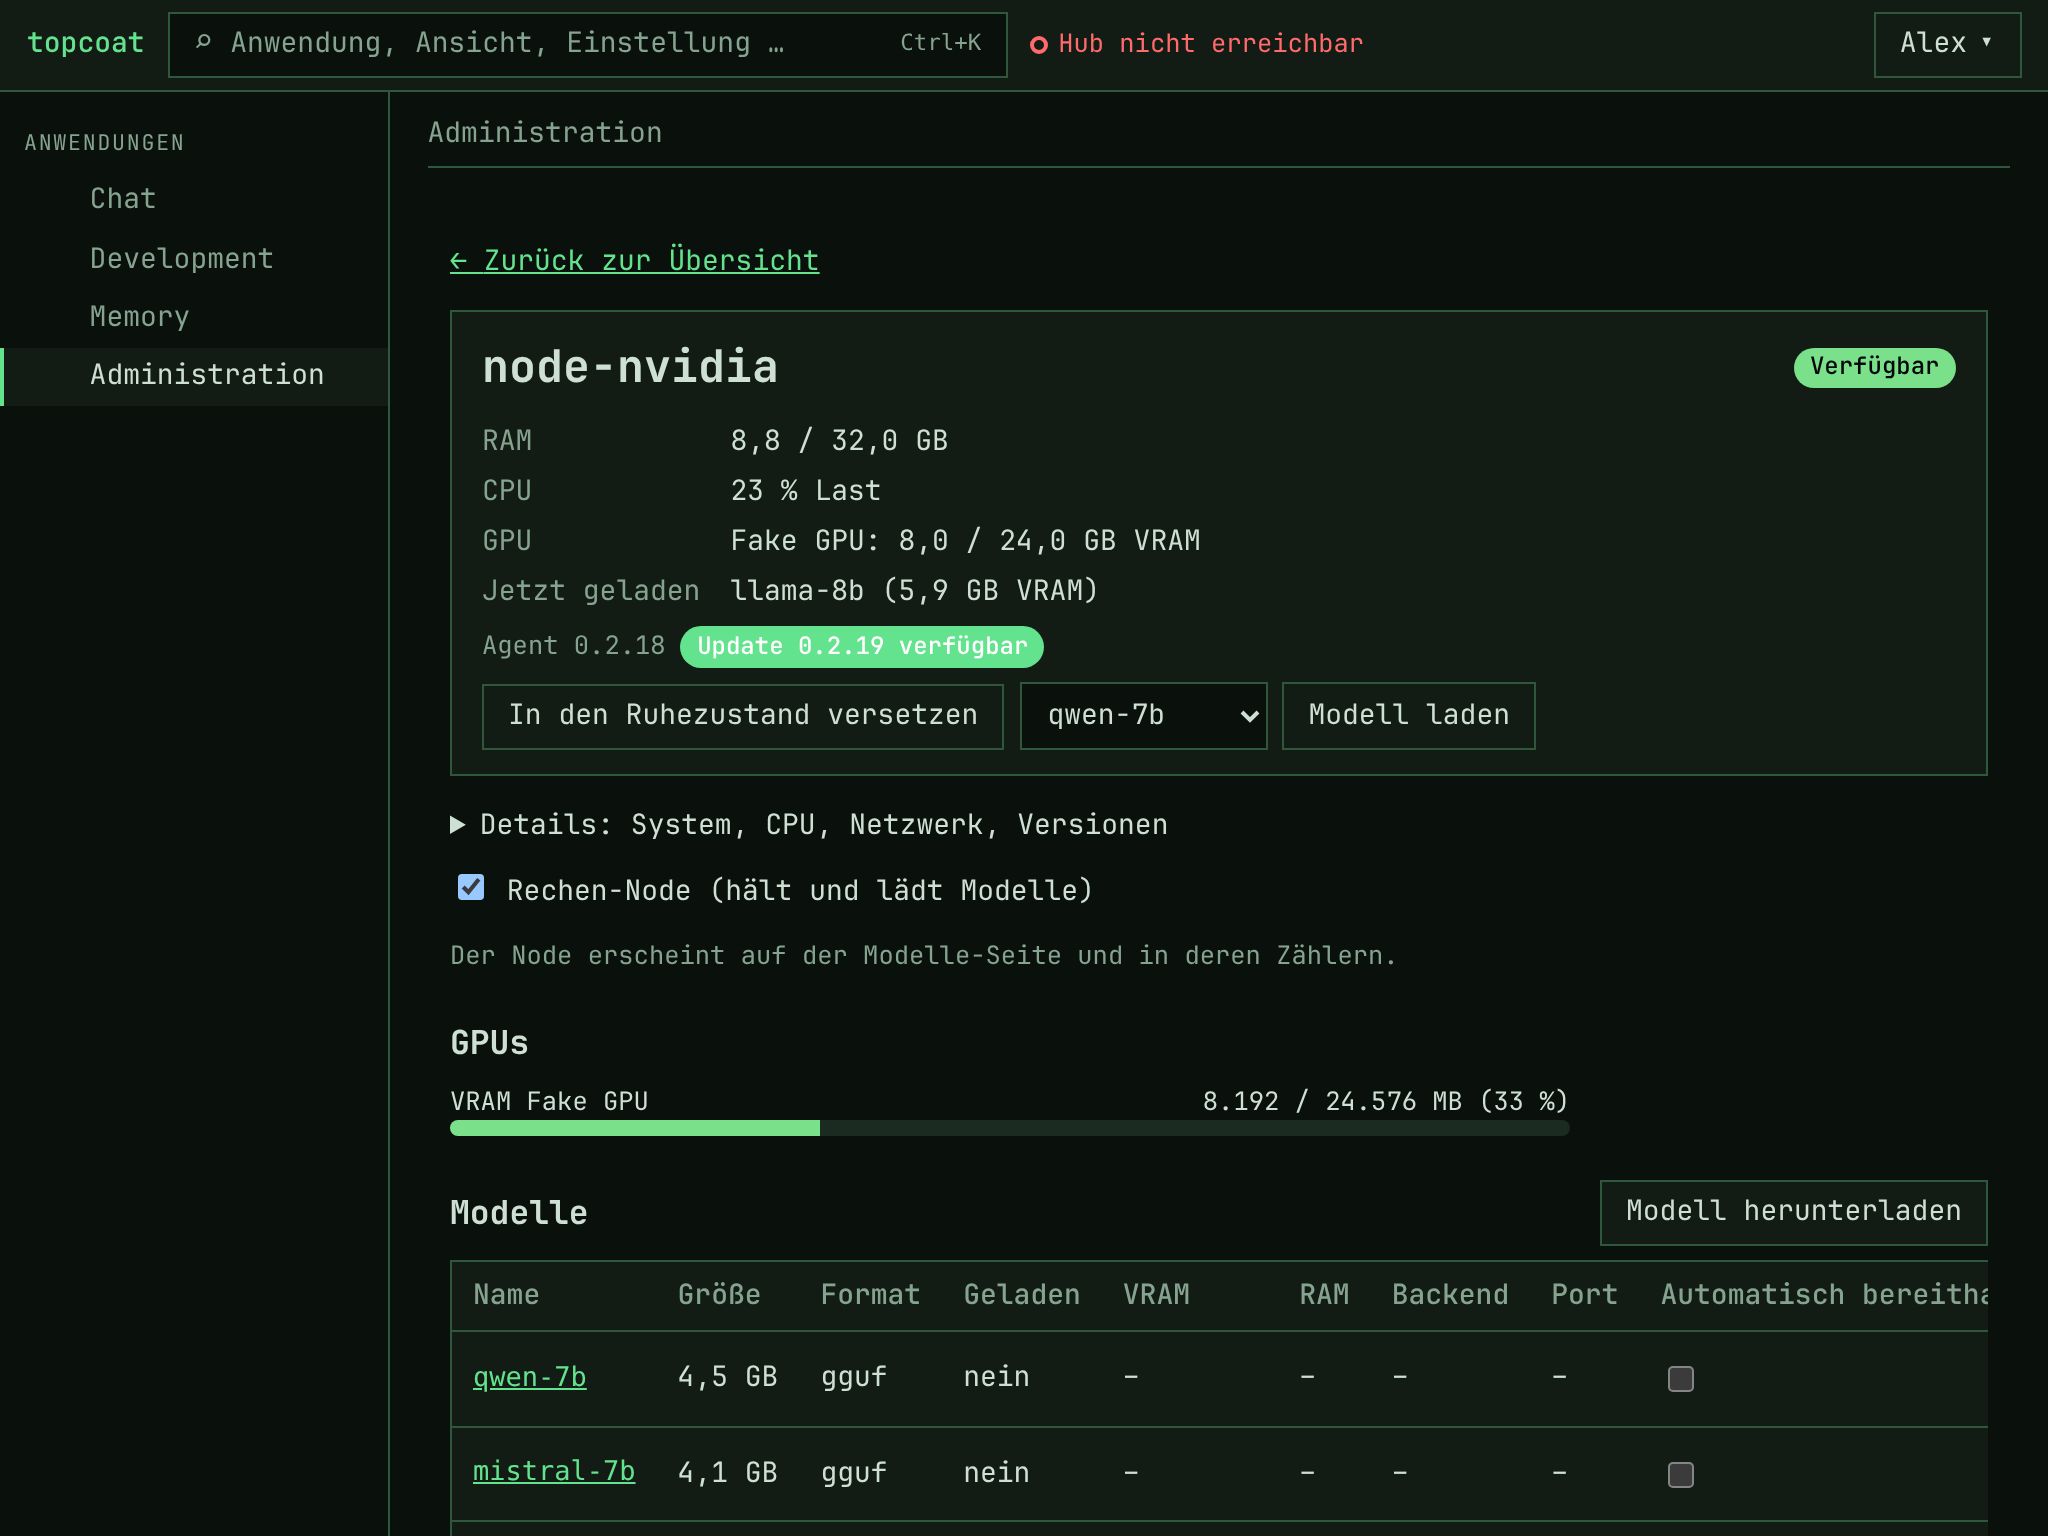 topcoat
Anwendung, Ansicht, Einstellung … Ctrl+K
Hub nicht erreichbar
Alex ▾
ANWENDUNGEN
Chat
Development
Memory
Administration
Administration
← Zurück zur Übersicht
node-nvidia
Verfügbar
RAM 8,8 / 32,0 GB
CPU 23 % Last
GPU Fake GPU: 8,0 / 24,0 GB VRAM
Jetzt geladen llama-8b (5,9 GB VRAM)
Agent 0.2.18 Update 0.2.19 verfügbar
In den Ruhezustand versetzen qwen-7b Modell laden
▶ Details: System, CPU, Netzwerk, Versionen
Rechen-Node (hält und lädt Modelle)
Der Node erscheint auf der Modelle-Seite und in deren Zählern.
GPUs
VRAM Fake GPU 8.192 / 24.576 MB (33 %)
Modelle
Modell herunterladen
Name Größe Format Geladen VRAM RAM Backend Port Automatisch bereitha
qwen-7b 4,5 GB gguf nein – – – –
mistral-7b 4,1 GB gguf nein – – – –